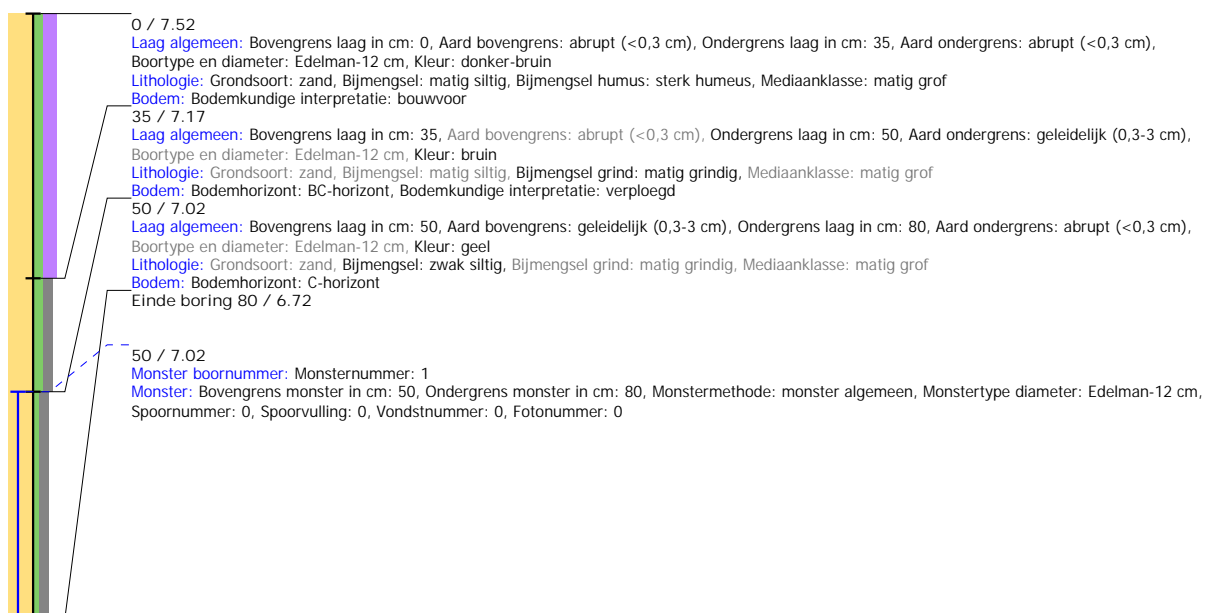 0 / 7.52
Laag algemeen: Bovengrens laag in cm: 0, Aard bovengrens: abrupt (<0,3 cm), Ondergrens laag in cm: 35, Aard ondergrens: abrupt (<0,3 cm),
Boortype en diameter: Edelman-12 cm, Kleur: donker-bruin
Lithologie: Grondsoort: zand, Bijmengsel: matig siltig, Bijmengsel humus: sterk humeus, Mediaanklasse: matig grof
Bodem: Bodemkundige interpretatie: bouwvoor
35 / 7.17
Laag algemeen: Bovengrens laag in cm: 35, Aard bovengrens: abrupt (<0,3 cm), Ondergrens laag in cm: 50, Aard ondergrens: geleidelijk (0,3-3 cm),
Boortype en diameter: Edelman-12 cm, Kleur: bruin
Lithologie: Grondsoort: zand, Bijmengsel: matig siltig, Bijmengsel grind: matig grindig, Mediaanklasse: matig grof
Bodem: Bodemhorizont: BC-horizont, Bodemkundige interpretatie: verploegd
50 / 7.02
Laag algemeen: Bovengrens laag in cm: 50, Aard bovengrens: geleidelijk (0,3-3 cm), Ondergrens laag in cm: 80, Aard ondergrens: abrupt (<0,3 cm),
Boortype en diameter: Edelman-12 cm, Kleur: geel
Lithologie: Grondsoort: zand, Bijmengsel: zwak siltig, Bijmengsel grind: matig grindig, Mediaanklasse: matig grof
Bodem: Bodemhorizont: C-horizont
Einde boring 80 / 6.72
50 / 7.02
Monster boornummer: Monsternummer: 1
Monster: Bovengrens monster in cm: 50, Ondergrens monster in cm: 80, Monstermethode: monster algemeen, Monstertype diameter: Edelman-12 cm,
Spoornummer: 0, Spoorvulling: 0, Vondstnummer: 0, Fotonummer: 0